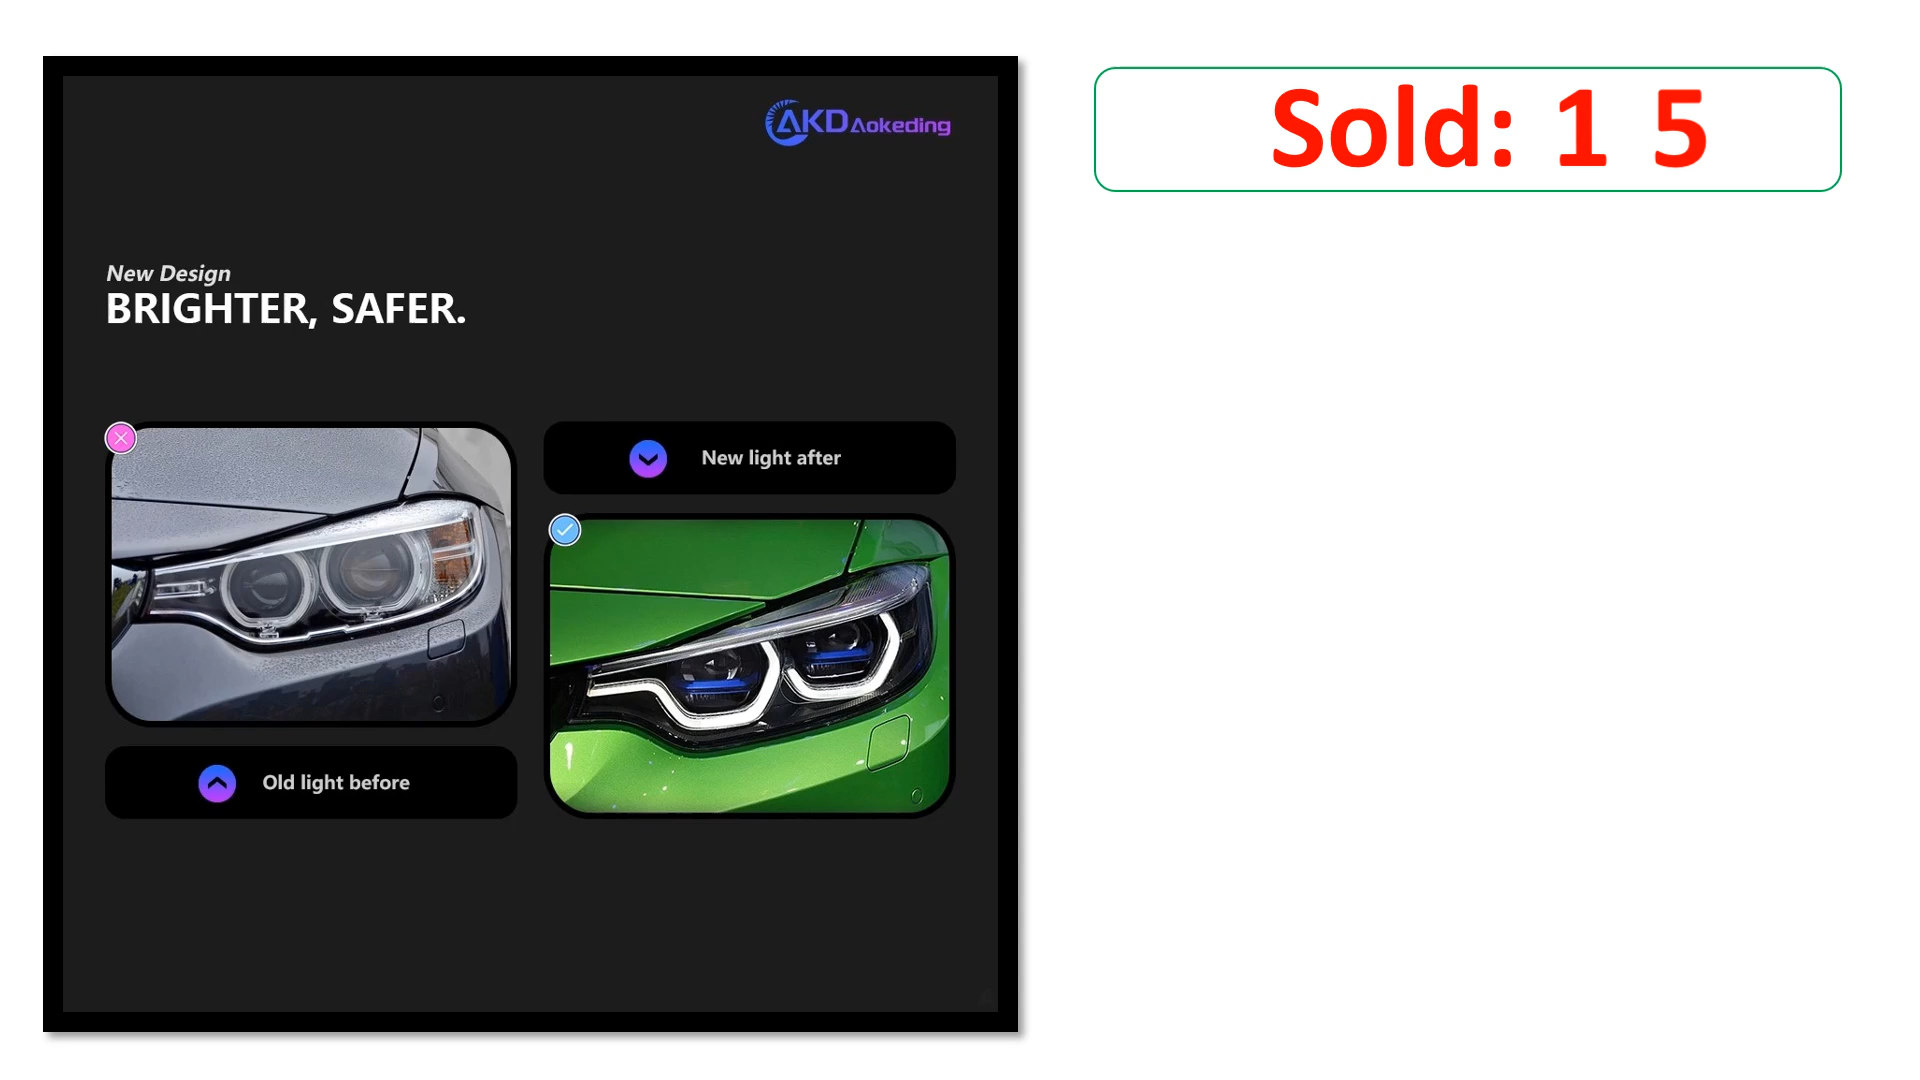 AKD Aokeding
New Design
BRIGHTER, SAFER.
New light after
Old light before
Sold: 1 5